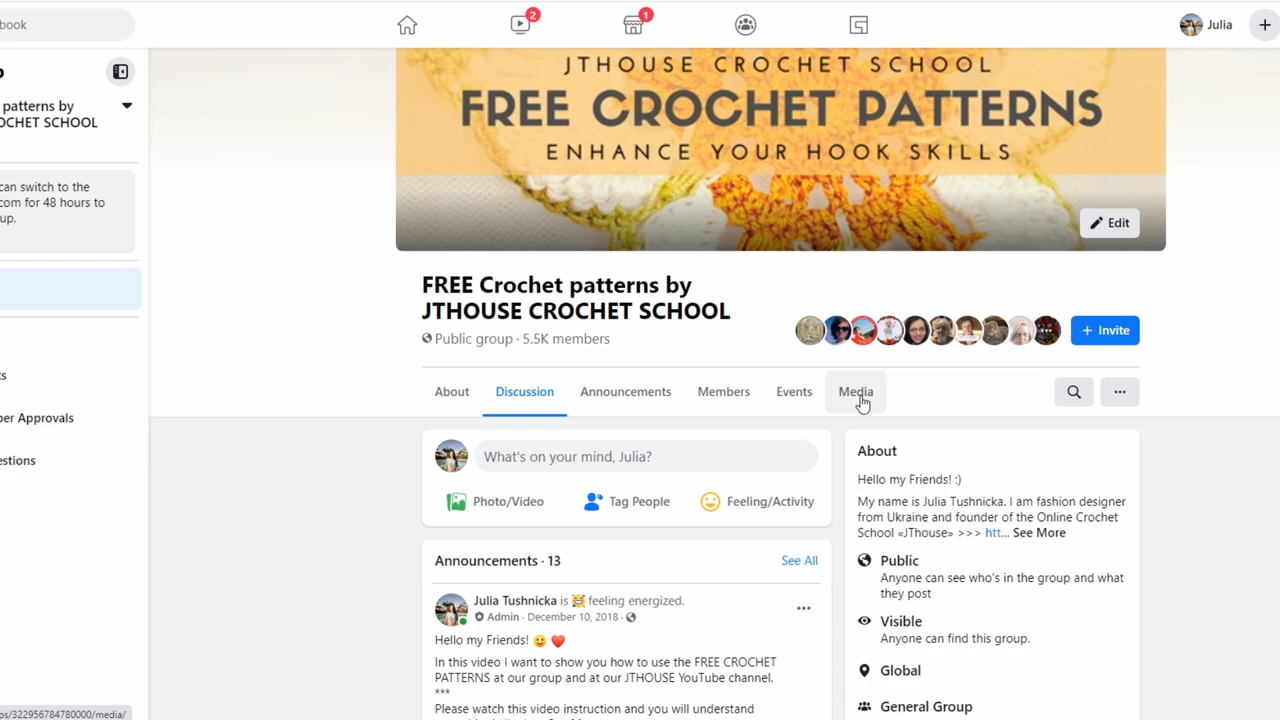 book
2
1
Julia
patterns by
OCHET SCHOOL
can switch to the
com for 48 hours to
up.
per Approvals
estions
ps/322956784780000/media/
JTHOUSE CROCHET SCHOOL
FREE CROCHET PATTERNS
ENHANCE YOUR HOOK SKILLS
Edit
FREE Crochet patterns by
JTHOUSE CROCHET SCHOOL
Public group · 5.5K members
+ Invite
About
Discussion
Announcements
Members
Events
Media
What's on your mind, Julia?
Photo/Video
Tag People
Feeling/Activity
Announcements · 13
See All
Julia Tushnicka is 😄 feeling energized.
Admin · December 10, 2018 ·
Hello my Friends! 😀 ❤️
In this video I want to show you how to use the FREE CROCHET
PATTERNS at our group and at our JTHOUSE YouTube channel.
***
Please watch this video instruction and you will understand
About
Hello my Friends! :)
My name is Julia Tushnicka. I am fashion designer
from Ukraine and founder of the Online Crochet
School «JThouse» >>> htt... See More
Public
Anyone can see who's in the group and what
they post
Visible
Anyone can find this group.
Global
General Group